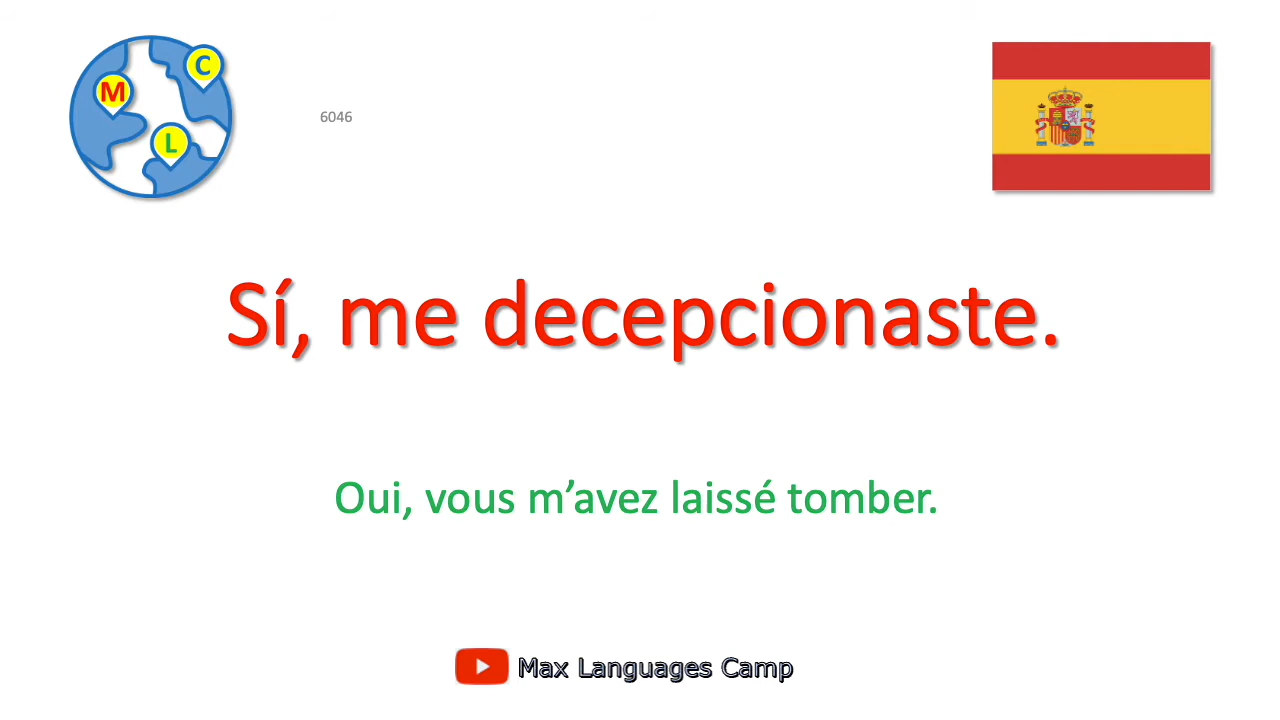 M
C
L
6046
Sí, me decepcionaste.
Oui, vous m’avez laissé tomber.
Max Languages Camp